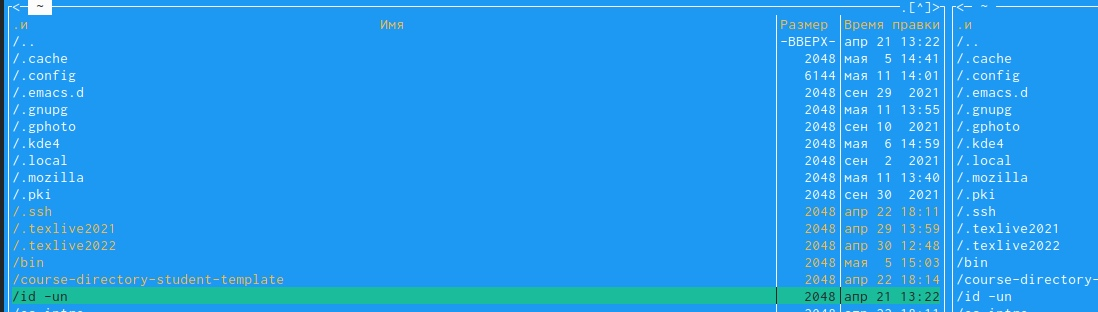 ~ .[^]> <─ ~
.и Имя Размер Время правки .и
/.. -ВВЕРХ- апр 21 13:22 /..
/.cache 2048 мая 5 14:41 /.cache
/.config 6144 мая 11 14:01 /.config
/.emacs.d 2048 сен 29 2021 /.emacs.d
/.gnupg 2048 мая 11 13:55 /.gnupg
/.gphoto 2048 сен 10 2021 /.gphoto
/.kde4 2048 мая 6 14:59 /.kde4
/.local 2048 сен 2 2021 /.local
/.mozilla 2048 мая 11 13:40 /.mozilla
/.pki 2048 сен 30 2021 /.pki
/.ssh 2048 апр 22 18:11 /.ssh
/.texlive2021 2048 апр 29 13:59 /.texlive2021
/.texlive2022 2048 апр 30 12:48 /.texlive2022
/bin 2048 мая 5 15:03 /bin
/course-directory-student-template 2048 апр 22 18:14 /course-directory-
/id -un 2048 апр 21 13:22 /id -un